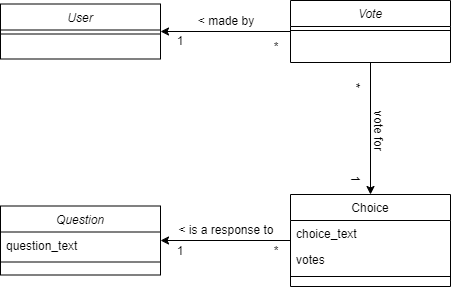 User
< made by
Vote
1
*
*
vote for
1
Question
question_text
< is a response to
1
*
Choice
choice_text
votes